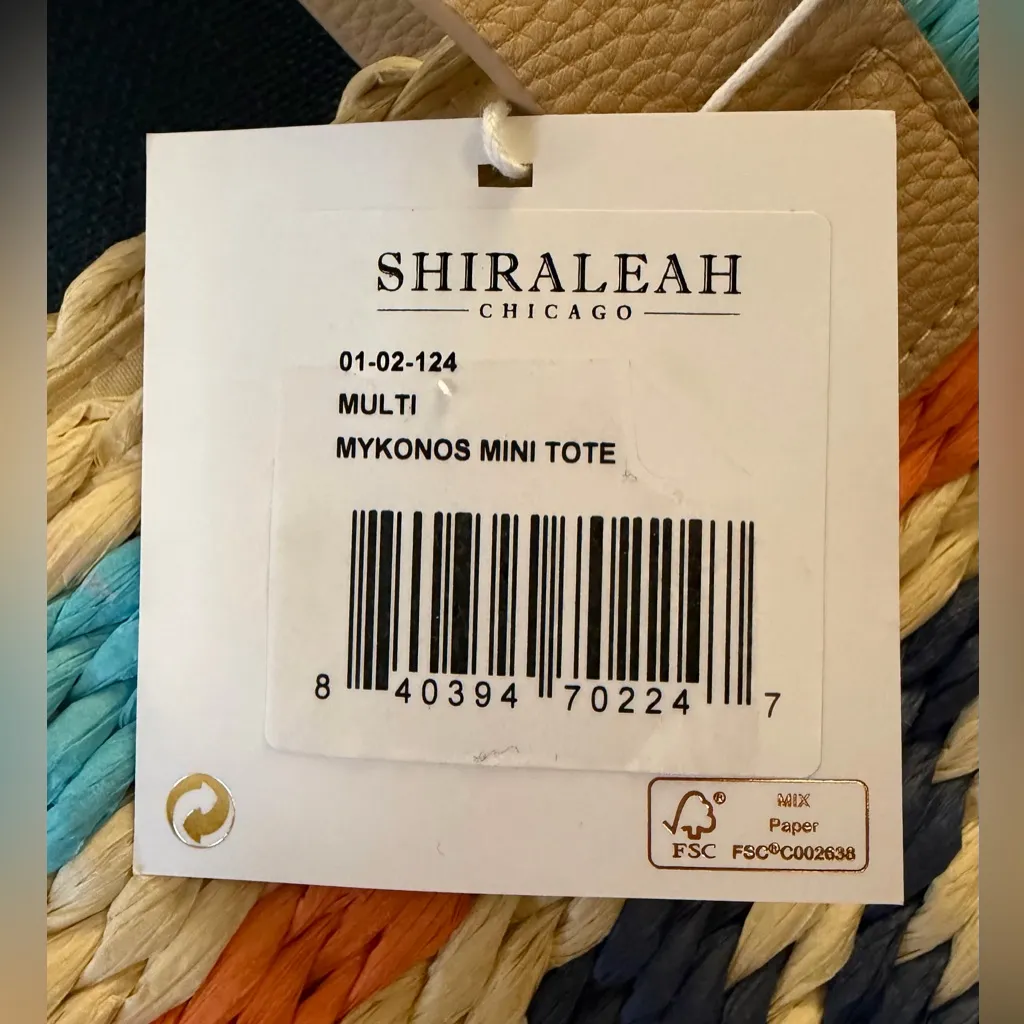 SHIRALEAH
CHICAGO
01-02-124
MULTI
MYKONOS MINI TOTE
8 40394 70224 7
® MIX
Paper
FSC FSC®C002638